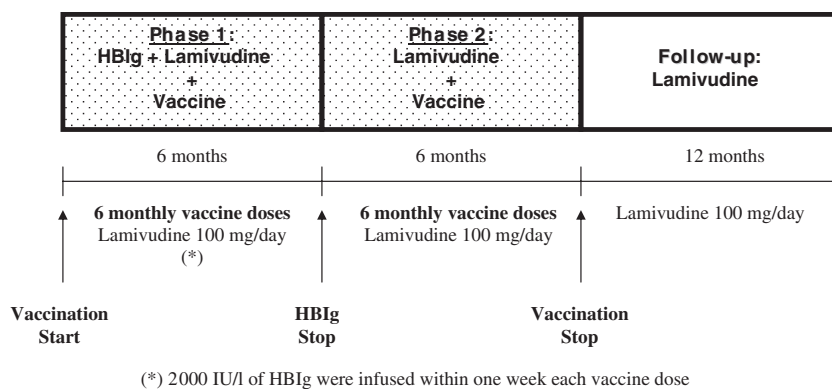 Phase 1:
HBIg + Lamivudine
+
Vaccine
Phase 2:
Lamivudine
+
Vaccine
Follow-up:
Lamivudine
6 months
6 months
12 months
6 monthly vaccine doses
Lamivudine 100 mg/day
(*)
6 monthly vaccine doses
Lamivudine 100 mg/day
Lamivudine 100 mg/day
Vaccination
Start
HBIg
Stop
Vaccination
Stop
(*) 2000 IU/l of HBIg were infused within one week each vaccine dose